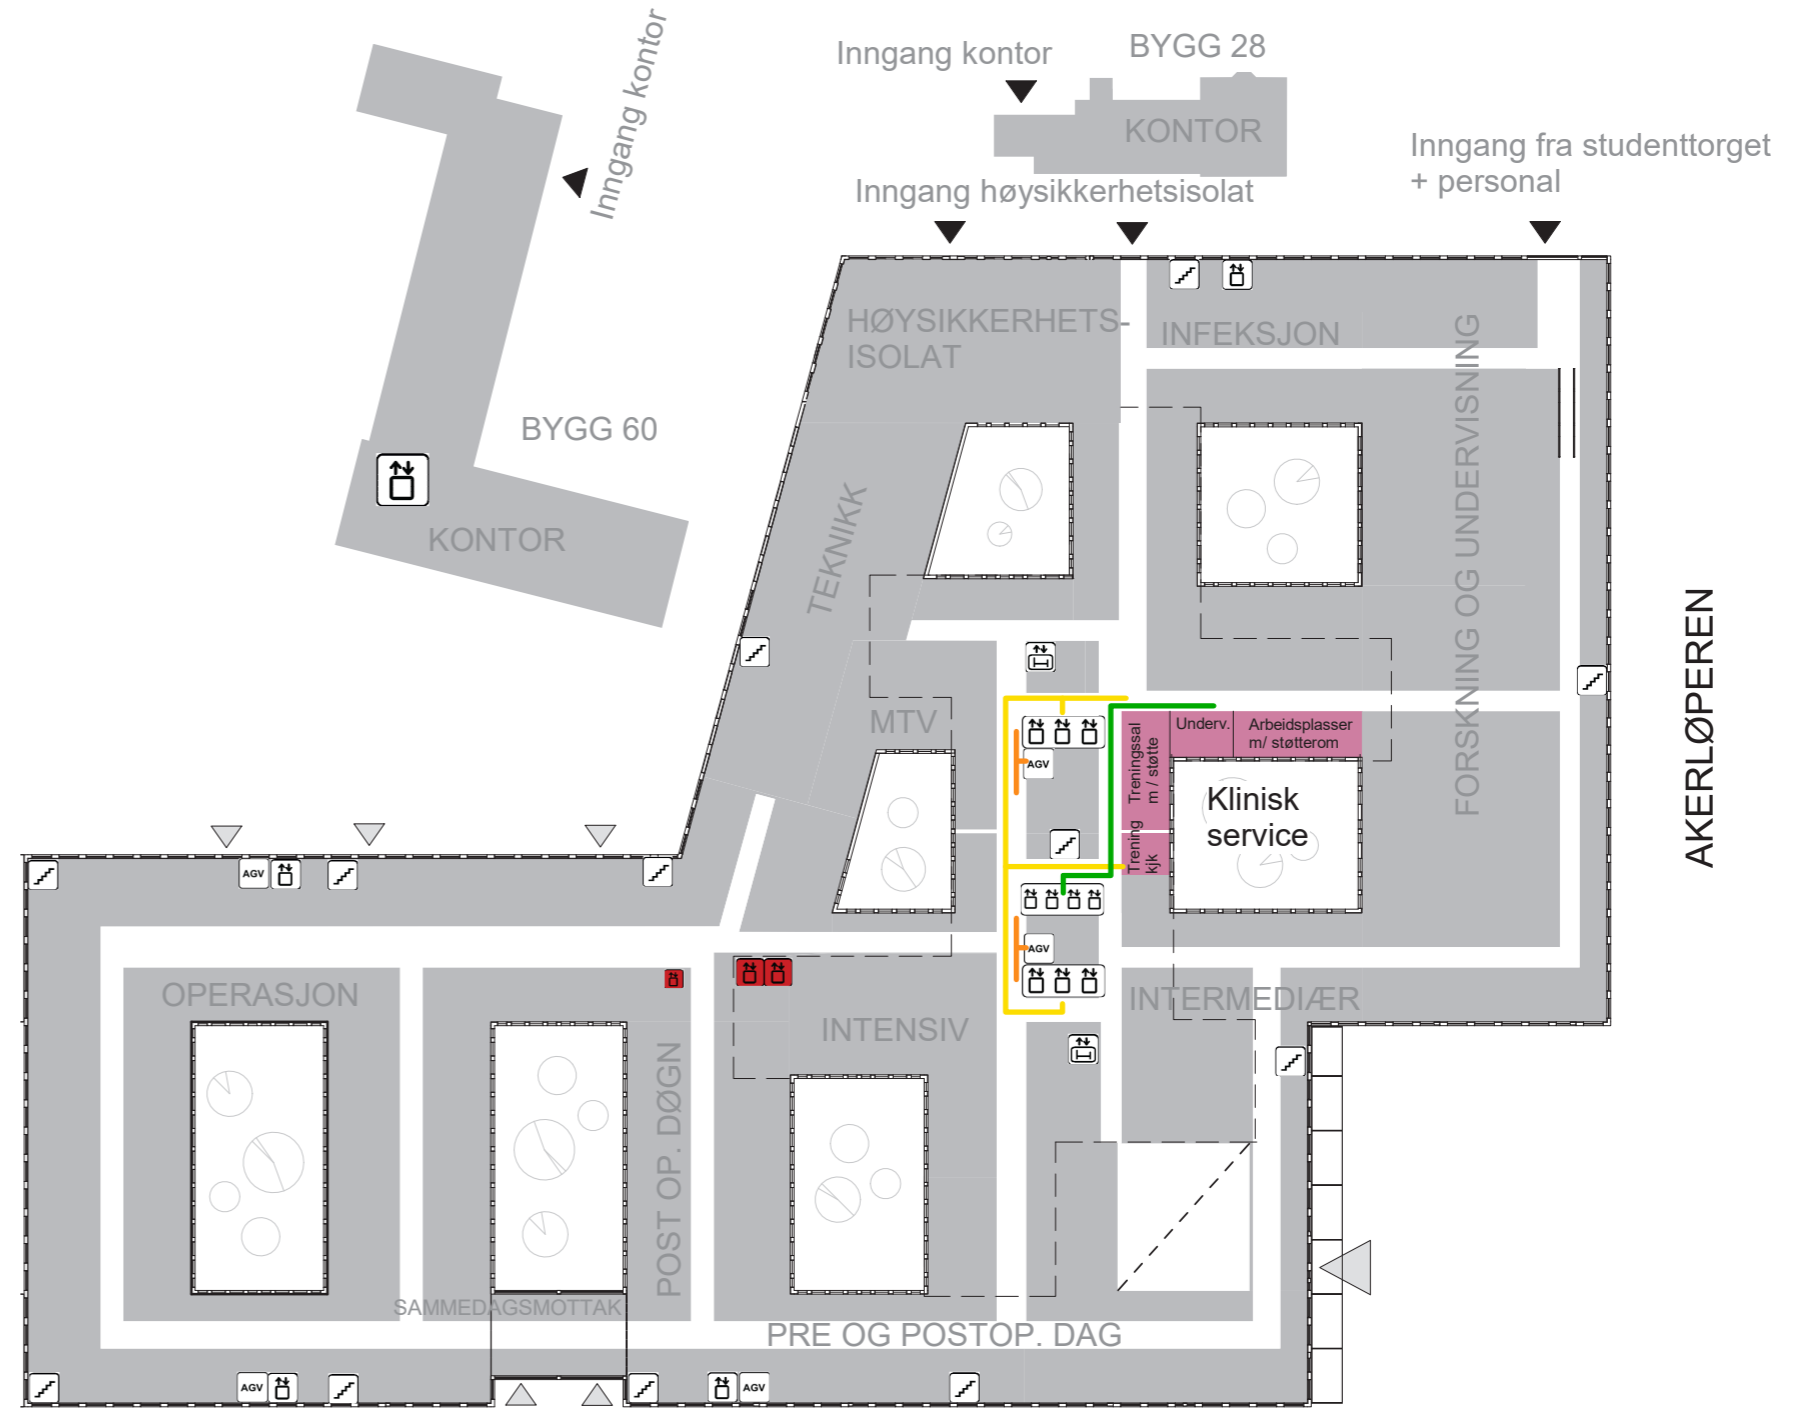 Inngang kontor
BYGG 28
Inngang kontor
KONTOR
Inngang fra studenttorget
+ personal
Inngang høysikkerhetsisolat
HØYSIKKERHETS-
ISOLAT
INFEKSJON
FORSKNING OG UNDERVISNING
BYGG 60
KONTOR
TEKNIKK
AKERLØPEREN
MTV
Underv.
Arbeidsplasser
m/ støtterom
Treningssal
m / støtte
AGV
Klinisk
service
Trening
kjk
AGV
AGV
OPERASJON
INTENSIV
INTERMEDIÆR
POST OP. DØGN
SAMMEDAGSMOTTAK
PRE OG POSTOP. DAG
AGV
AGV